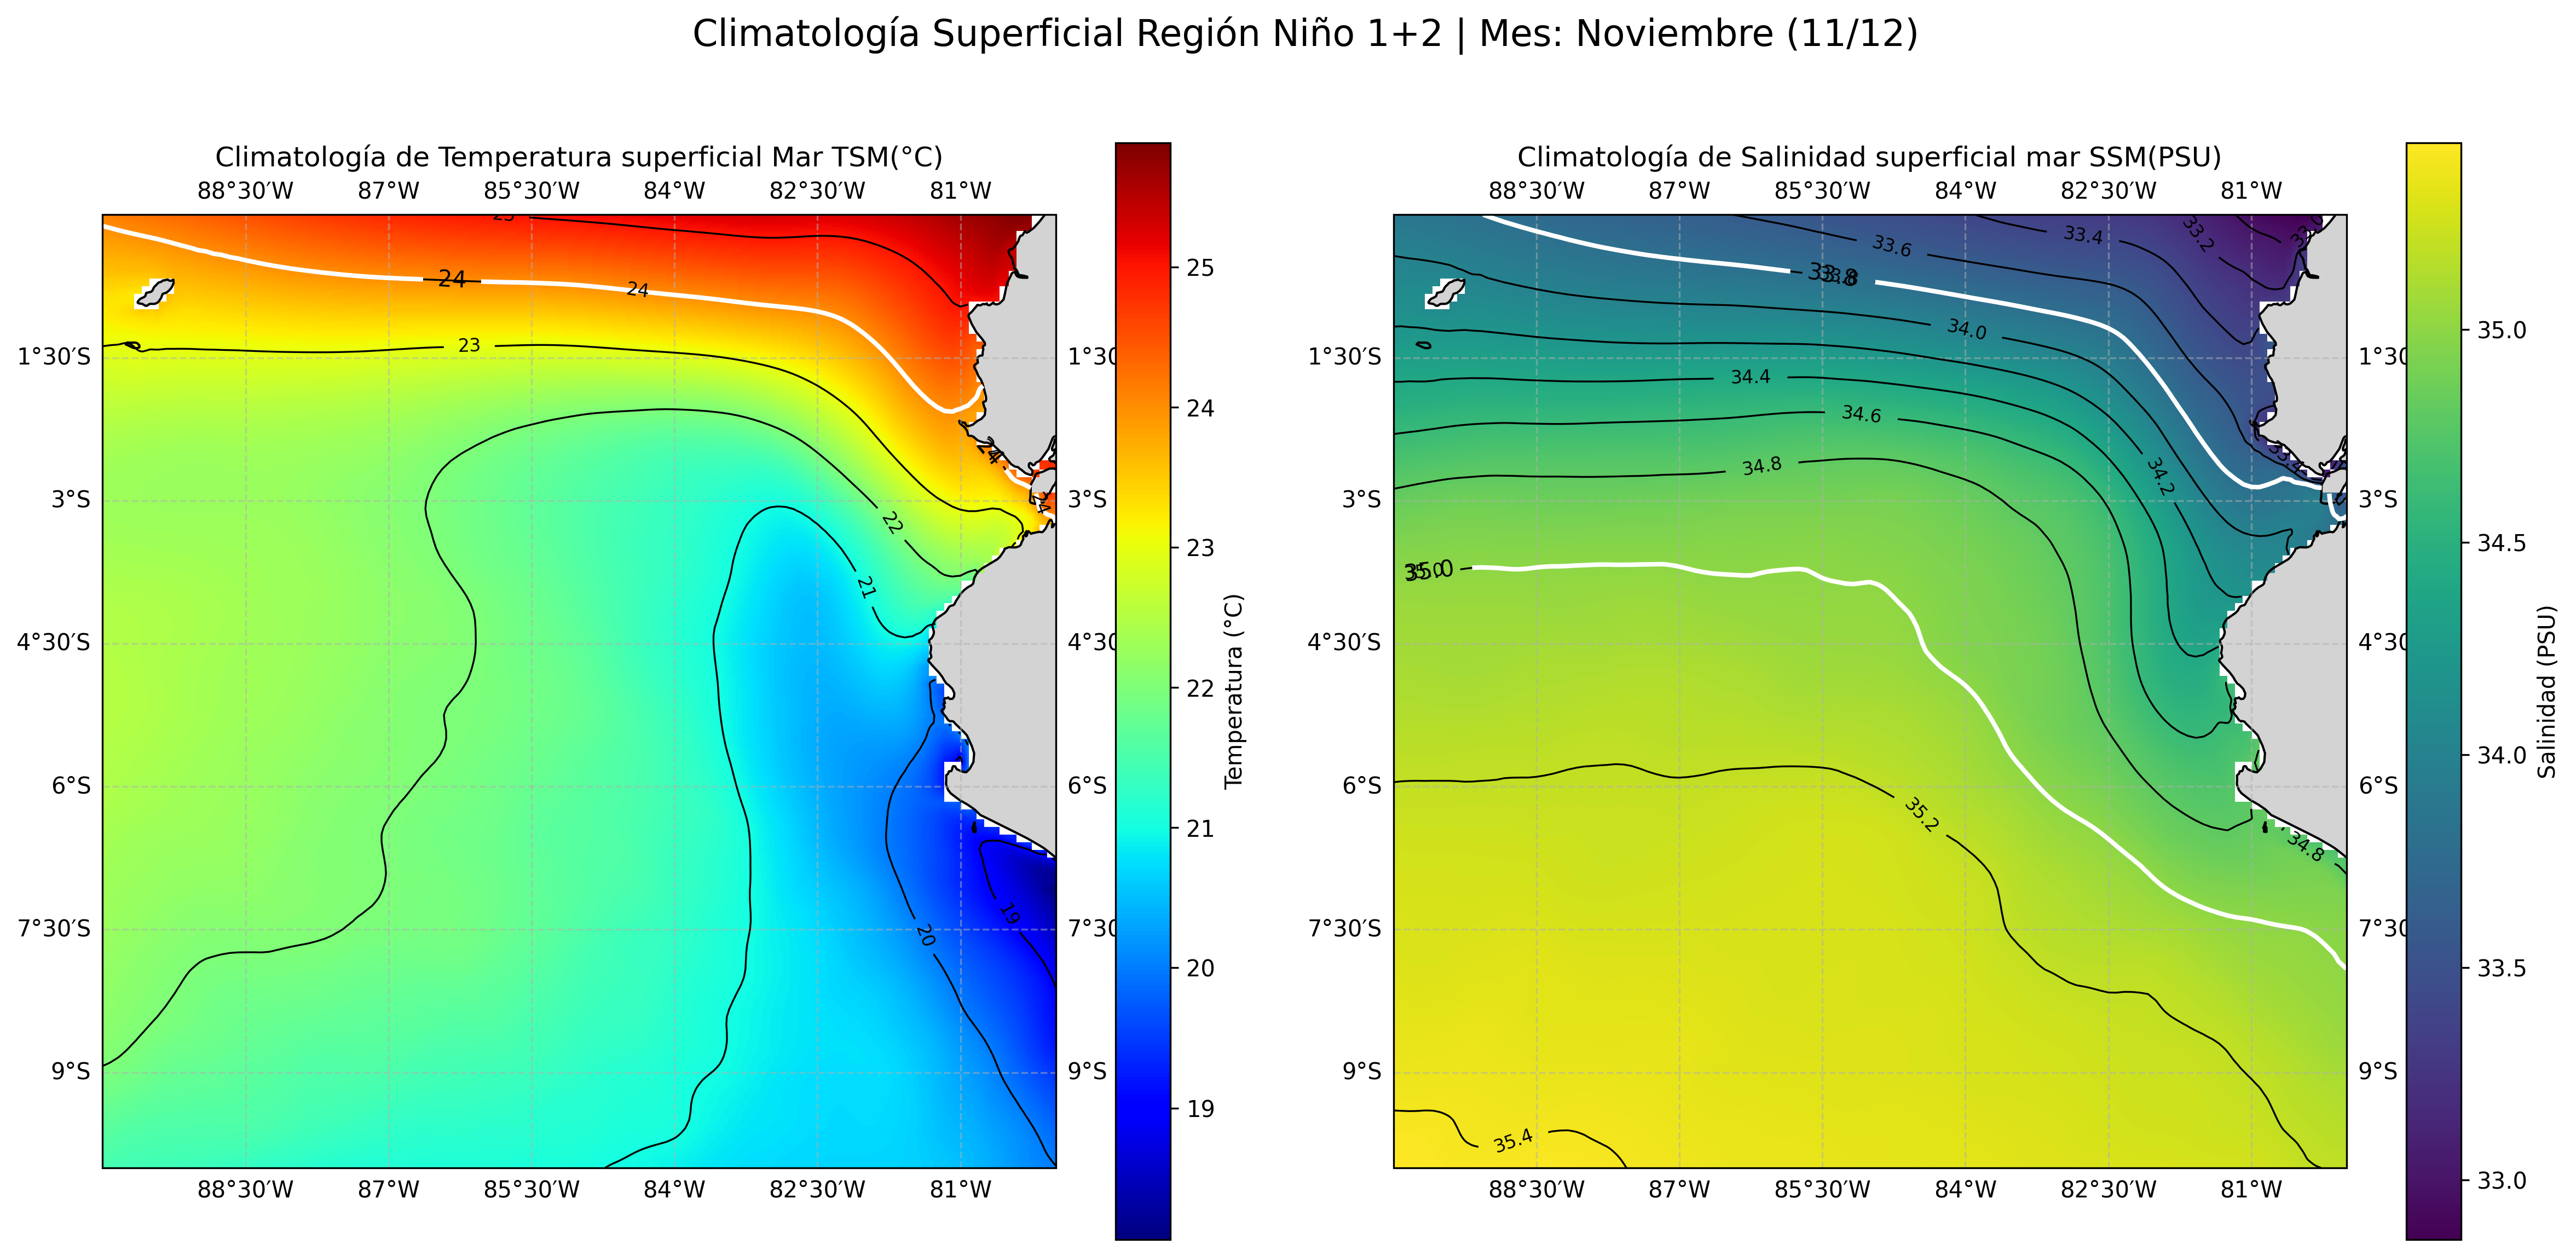 Climatología Superficial Región Niño 1+2 | Mes: Noviembre (11/12)
Climatología de Temperatura superficial Mar TSM(°C)
88°30′W 87°W 85°30′W 84°W 82°30′W 81°W
25
24
24
23
22
21
20
19
24
24
1°30′S
3°S
4°30′S
6°S
7°30′S
9°S
1°30
3°S
4°30
6°S
7°30
9°S
88°30′W 87°W 85°30′W 84°W 82°30′W 81°W
25
24
23
22
21
20
19
Temperatura (°C)
Climatología de Salinidad superficial mar SSM(PSU)
88°30′W 87°W 85°30′W 84°W 82°30′W 81°W
33.2
33.4
33.6
33.8
33.8
34.0
34.4
34.6
34.8
34.2
33.4
35.0
35.0
35.2
34.8
35.4
1°30′S
3°S
4°30′S
6°S
7°30′S
9°S
1°30
3°S
4°30
6°S
7°30
9°S
88°30′W 87°W 85°30′W 84°W 82°30′W 81°W
35.0
34.5
34.0
33.5
33.0
Salinidad (PSU)